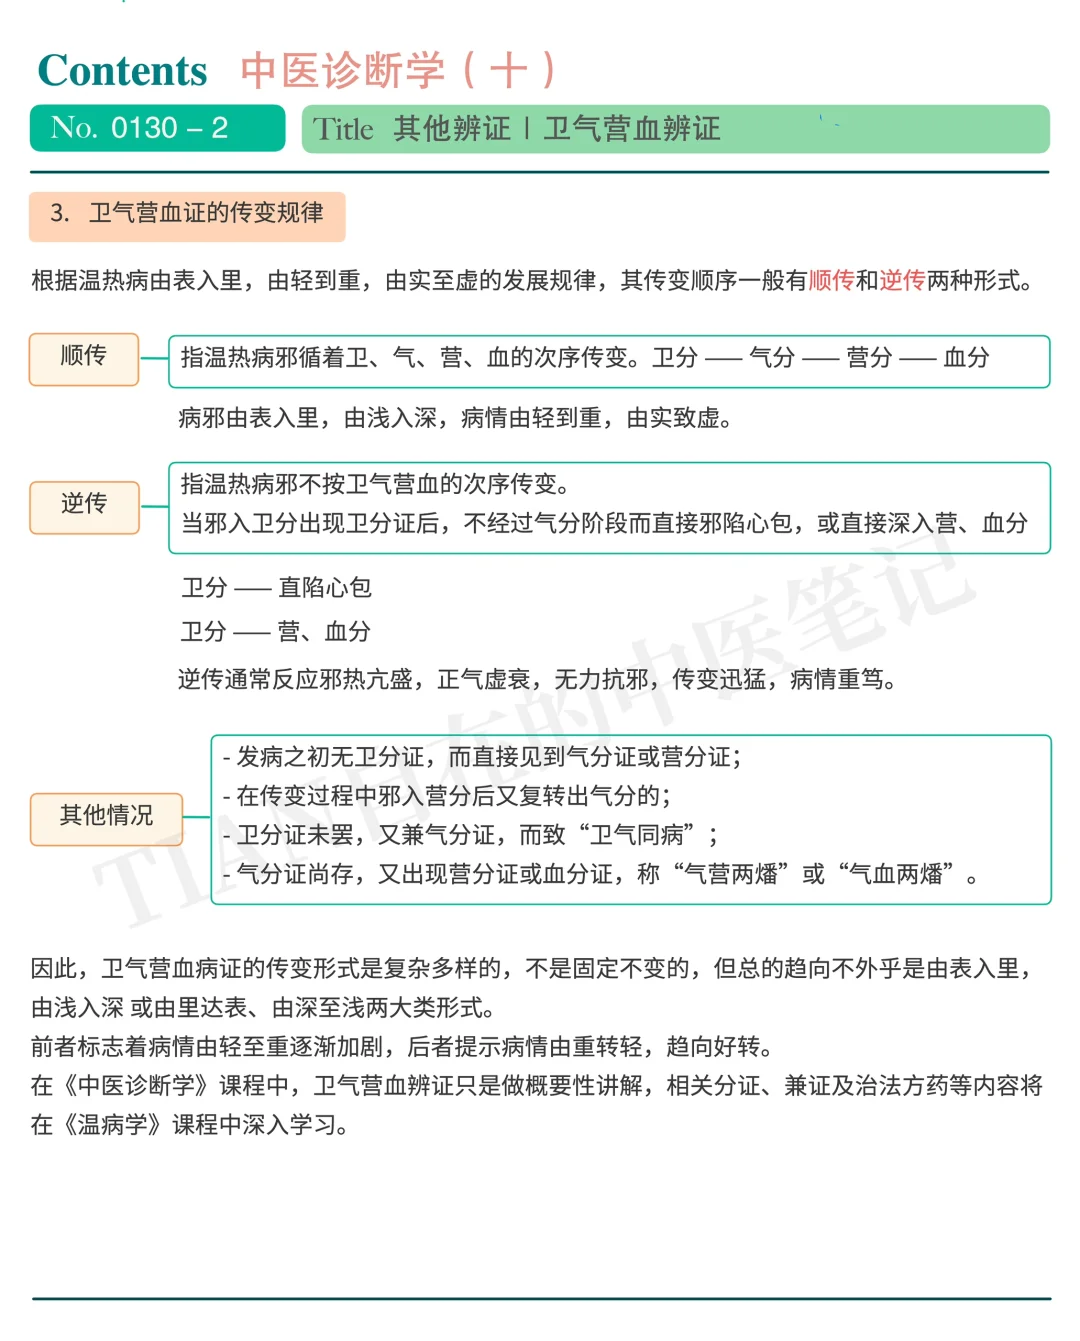 Contents 中医诊断学（十）
No. 0130 – 2
Title 其他辨证 | 卫气营血辨证
3. 卫气营血证的传变规律
根据温热病由表入里，由轻到重，由实至虚的发展规律，其传变顺序一般有顺传和逆传两种形式。
顺传
指温热病邪循着卫、气、营、血的次序传变。卫分 —— 气分 —— 营分 —— 血分
病邪由表入里，由浅入深，病情由轻到重，由实致虚。
逆传
指温热病邪不按卫气营血的次序传变。
当邪入卫分出现卫分证后，不经过气分阶段而直接邪陷心包，或直接深入营、血分
卫分 —— 直陷心包
卫分 —— 营、血分
逆传通常反应邪热亢盛，正气虚衰，无力抗邪，传变迅猛，病情重笃。
其他情况
- 发病之初无卫分证，而直接见到气分证或营分证；
- 在传变过程中邪入营分后又复转出气分的；
- 卫分证未罢，又兼气分证，而致“卫气同病”；
- 气分证尚存，又出现营分证或血分证，称“气营两燔”或“气血两燔”。
因此，卫气营血病证的传变形式是复杂多样的，不是固定不变的，但总的趋向不外乎是由表入里，
由浅入深 或由里达表、由深至浅两大类形式。
前者标志着病情由轻至重逐渐加剧，后者提示病情由重转轻，趋向好转。
在《中医诊断学》课程中，卫气营血辨证只是做概要性讲解，相关分证、兼证及治法方药等内容将
在《温病学》课程中深入学习。
TIAN自在的中医笔记